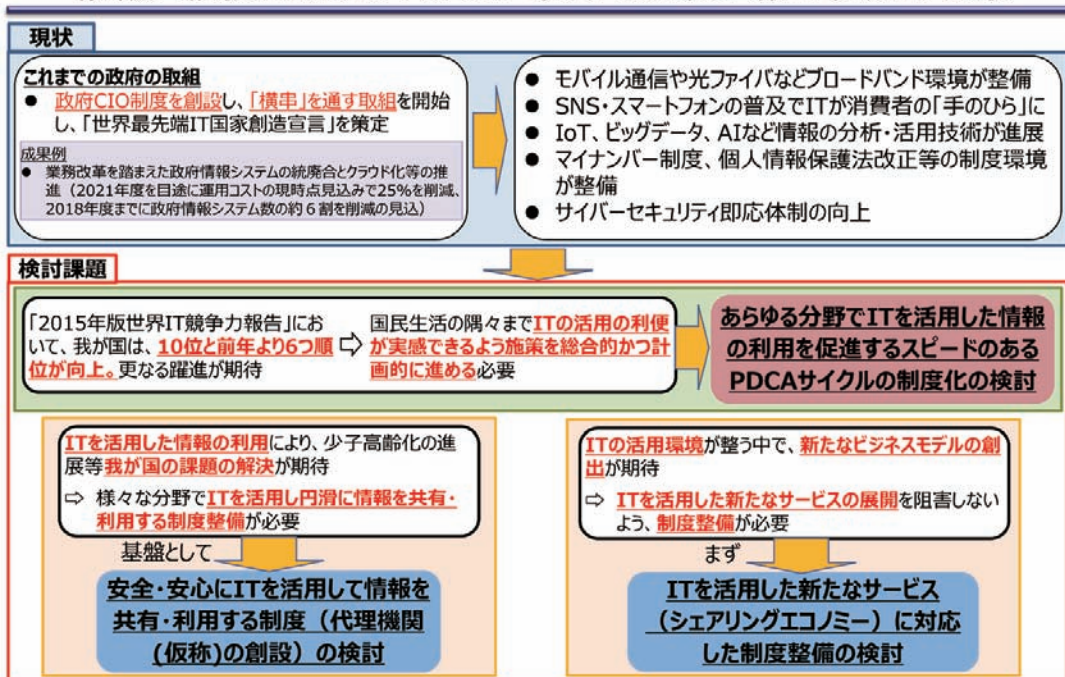 現状
これまでの政府の取組
● 政府CIO制度を創設し、「横串」を通す取組を開始
し、「世界最先端IT国家創造宣言」を策定
成果例
● 業務改革を踏まえた政府情報システムの統廃合とクラウド化等の推
進（2021年度を目途に運用コストの現時点見込みで25%を削減、
2018年度までに政府情報システム数の約６割を削減の見込）
● モバイル通信や光ファイバなどブロードバンド環境が整備
● SNS・スマートフォンの普及でITが消費者の「手のひら」に
● IoT、ビッグデータ、AIなど情報の分析・活用技術が進展
● マイナンバー制度、個人情報保護法改正等の制度環境
が整備
● サイバーセキュリティ即応体制の向上
検討課題
「2015年版世界IT競争力報告」にお
いて、我が国は、10位と前年より6つ順
位が向上。更なる躍進が期待
⇨ 国民生活の隅々までITの活用の利便
が実感できるよう施策を総合的かつ計
画的に進める必要
あらゆる分野でITを活用した情報
の利用を促進するスピードのある
PDCAサイクルの制度化の検討
ITを活用した情報の利用により、少子高齢化の進
展等我が国の課題の解決が期待
⇨ 様々な分野でITを活用し円滑に情報を共有・
利用する制度整備が必要
基盤として
安全・安心にITを活用して情報を
共有・利用する制度（代理機関
(仮称)の創設）の検討
ITの活用環境が整う中で、新たなビジネスモデルの創
出が期待
⇨ ITを活用した新たなサービスの展開を阻害しない
よう、制度整備が必要
まず
ITを活用した新たなサービス
（シェアリングエコノミー）に対応
した制度整備の検討